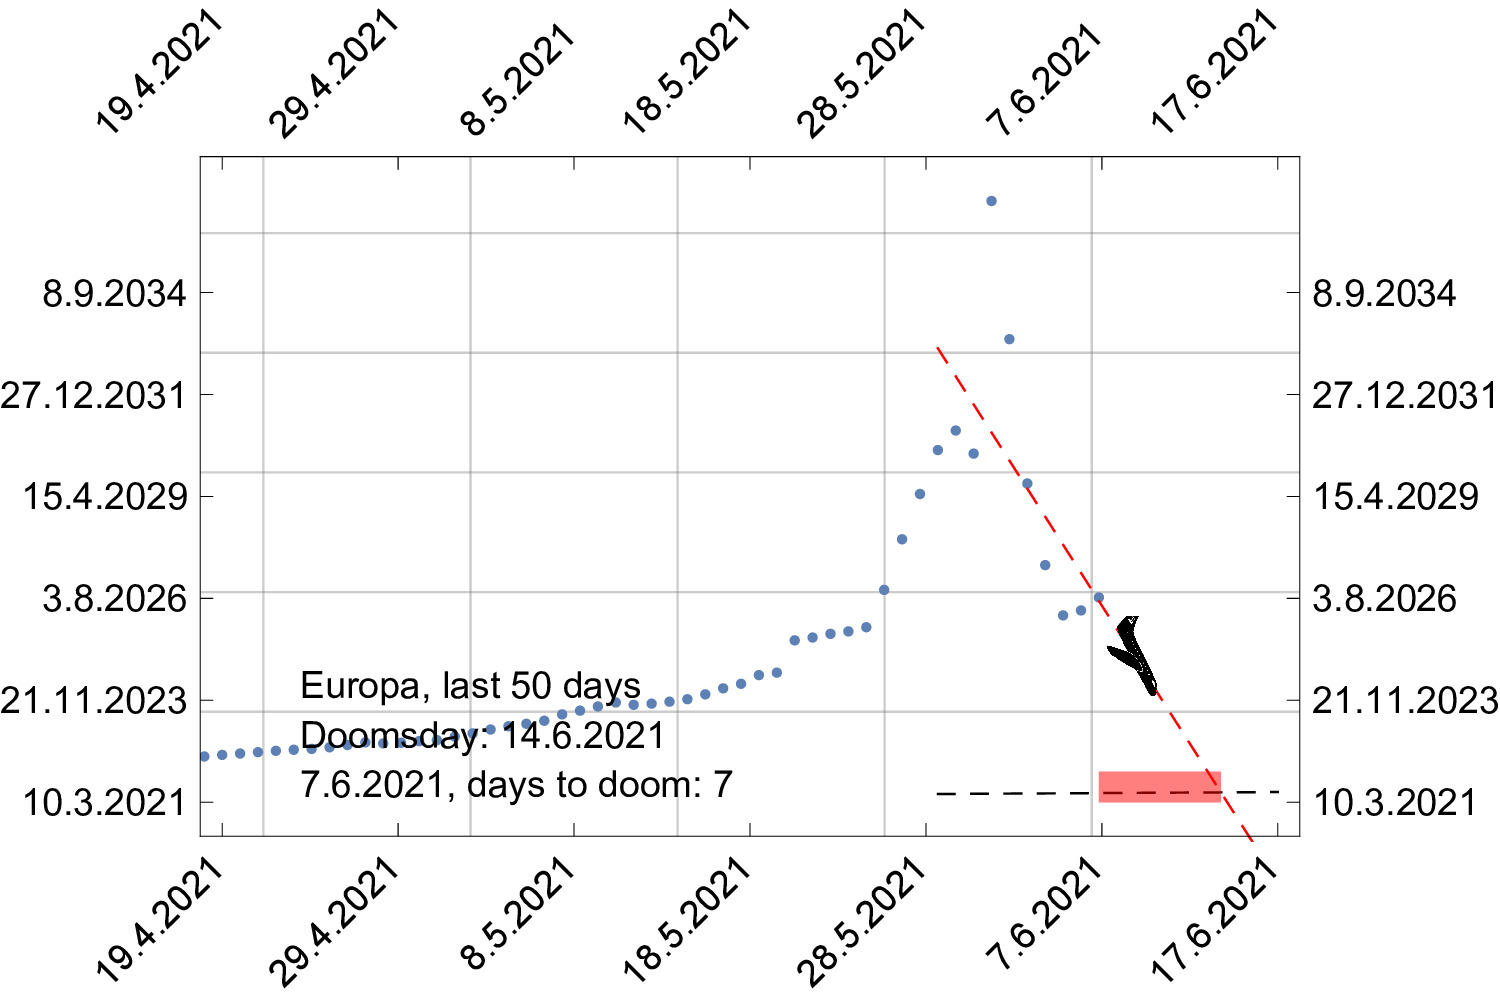 19.4.2021 29.4.2021 8.5.2021 18.5.2021 28.5.2021 7.6.2021 17.6.2021
8.9.2034 8.9.2034
27.12.2031 27.12.2031
15.4.2029 15.4.2029
3.8.2026 3.8.2026
Europa, last 50 days
21.11.2023 21.11.2023
Doomsday: 14.6.2021
7.6.2021, days to doom: 7
10.3.2021 10.3.2021
19.4.2021 29.4.2021 8.5.2021 18.5.2021 28.5.2021 7.6.2021 17.6.2021